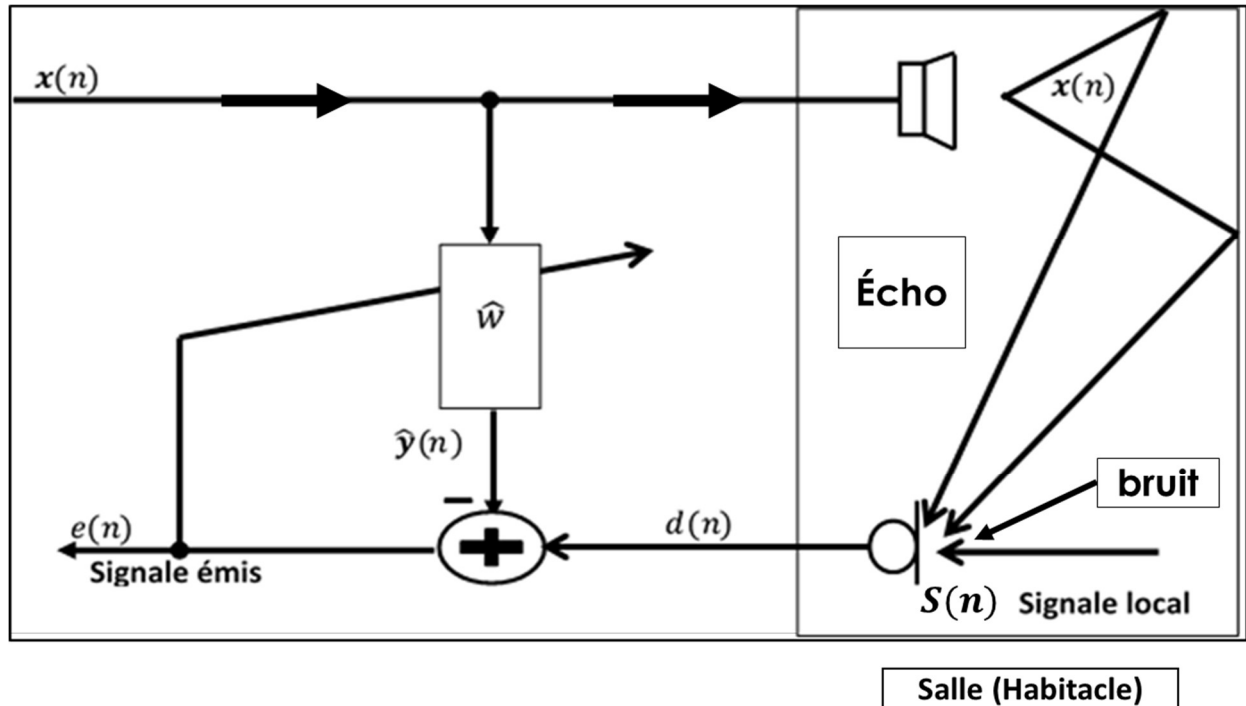 x(n)
x(n)
Écho
ŵ
ŷ(n)
bruit
−
d(n)
e(n)
+
Signale émis
S(n) Signale local
Salle (Habitacle)